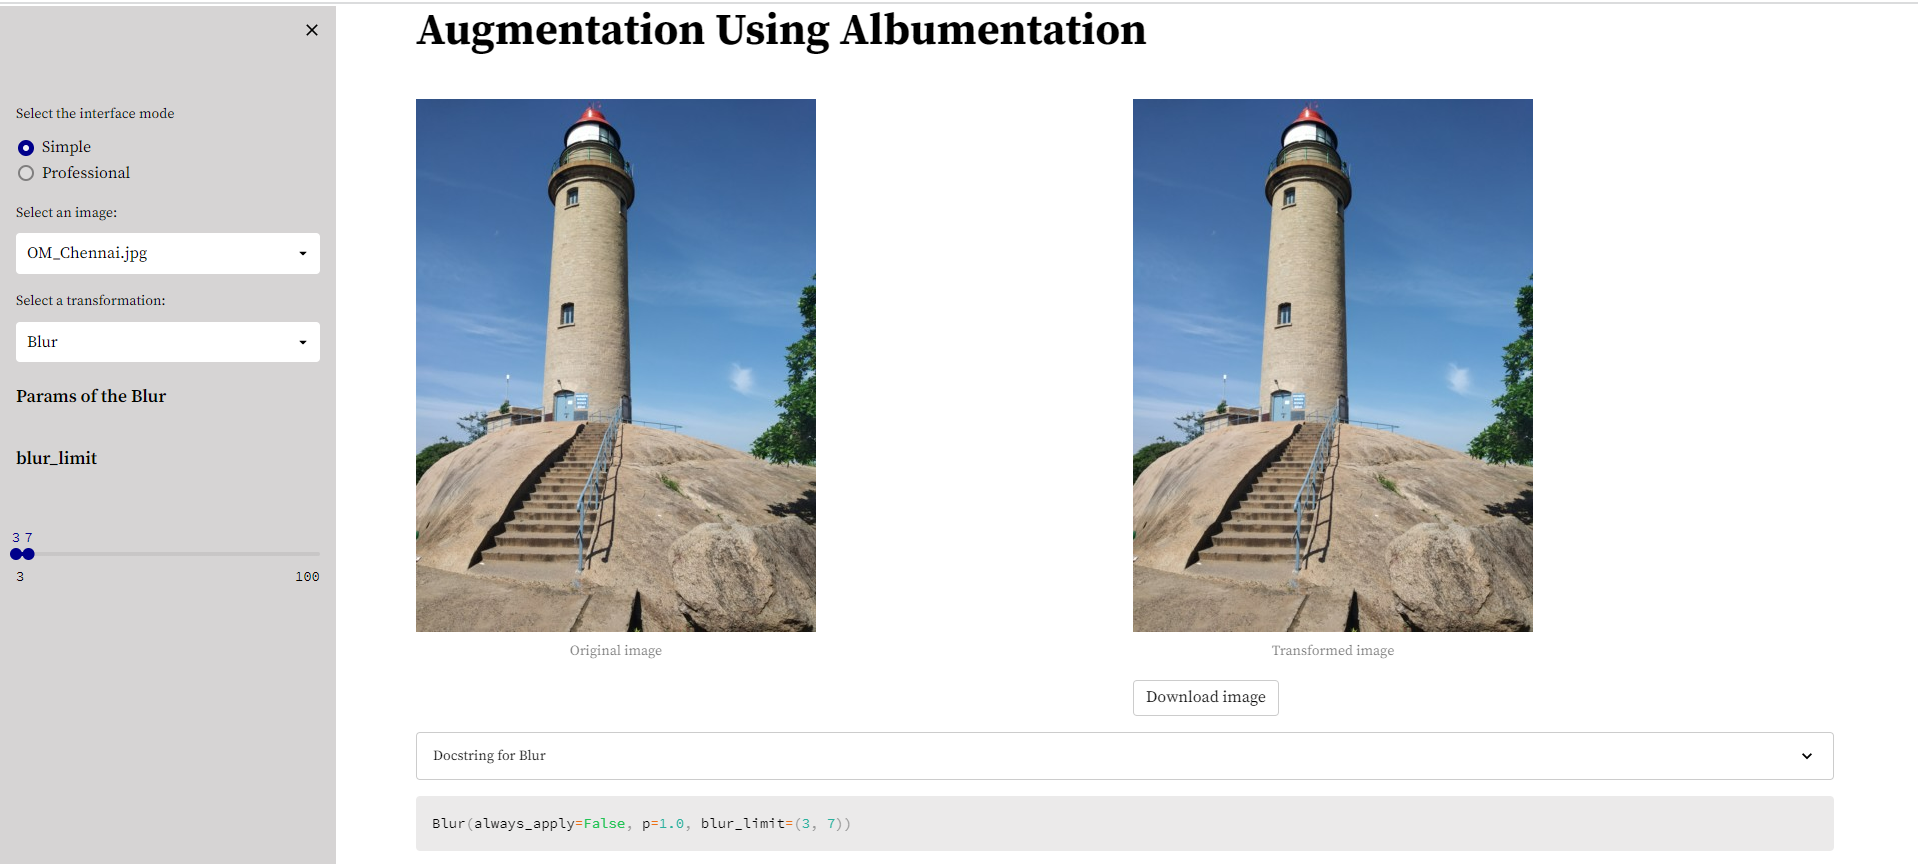 Augmentation Using Albumentation
Select the interface mode
Simple
Professional
Select an image:
OM_Chennai.jpg
Select a transformation:
Blur
Params of the Blur
blur_limit
3 7
3 100
Original image
Transformed image
Download image
Docstring for Blur
Blur(always_apply=False, p=1.0, blur_limit=(3, 7))